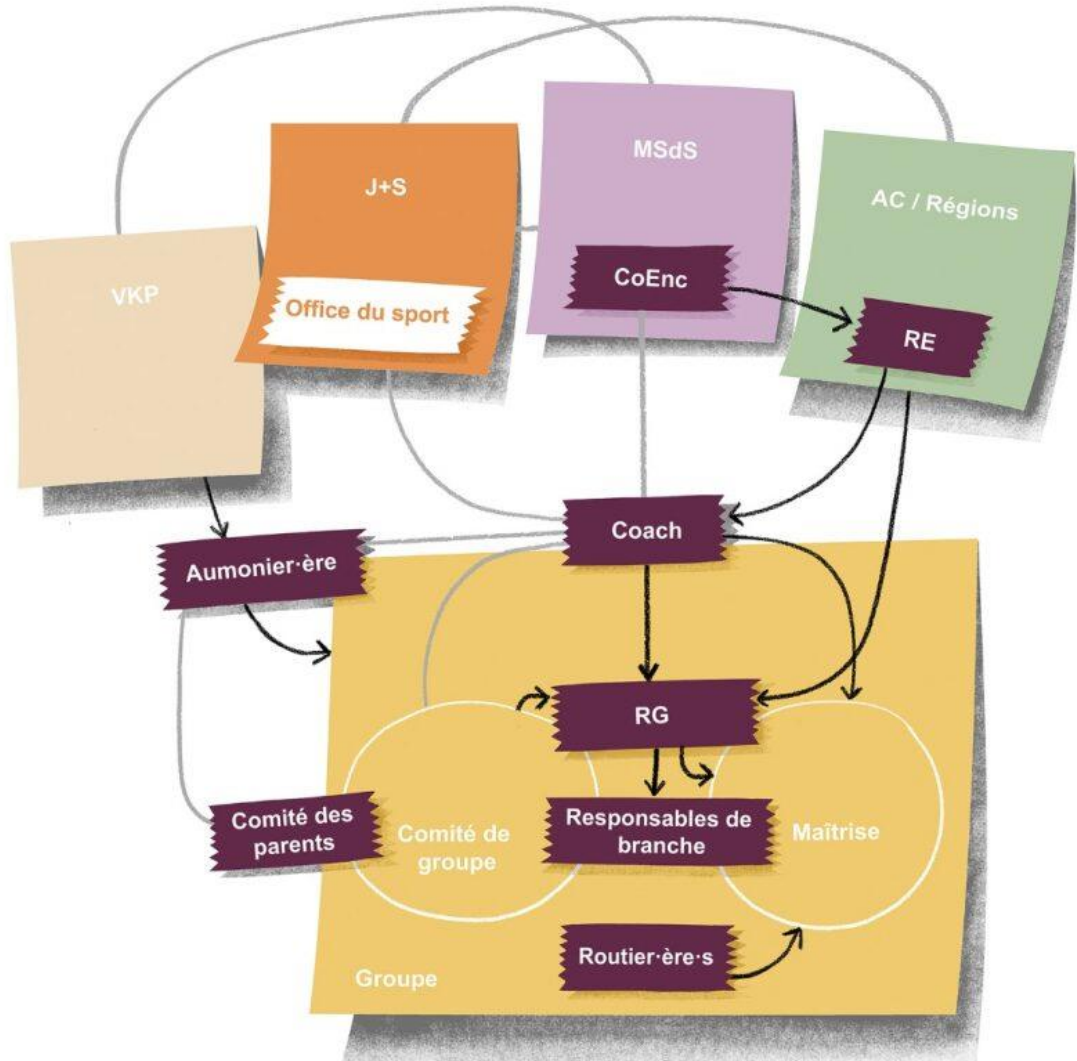 MSdS
J+S
AC / Régions
VKP
CoEnc
Office du sport
RE
Coach
Aumonier·ère
RG
Comité des
parents
Comité de
groupe
Responsables de
branche
Maîtrise
Routier·ère·s
Groupe